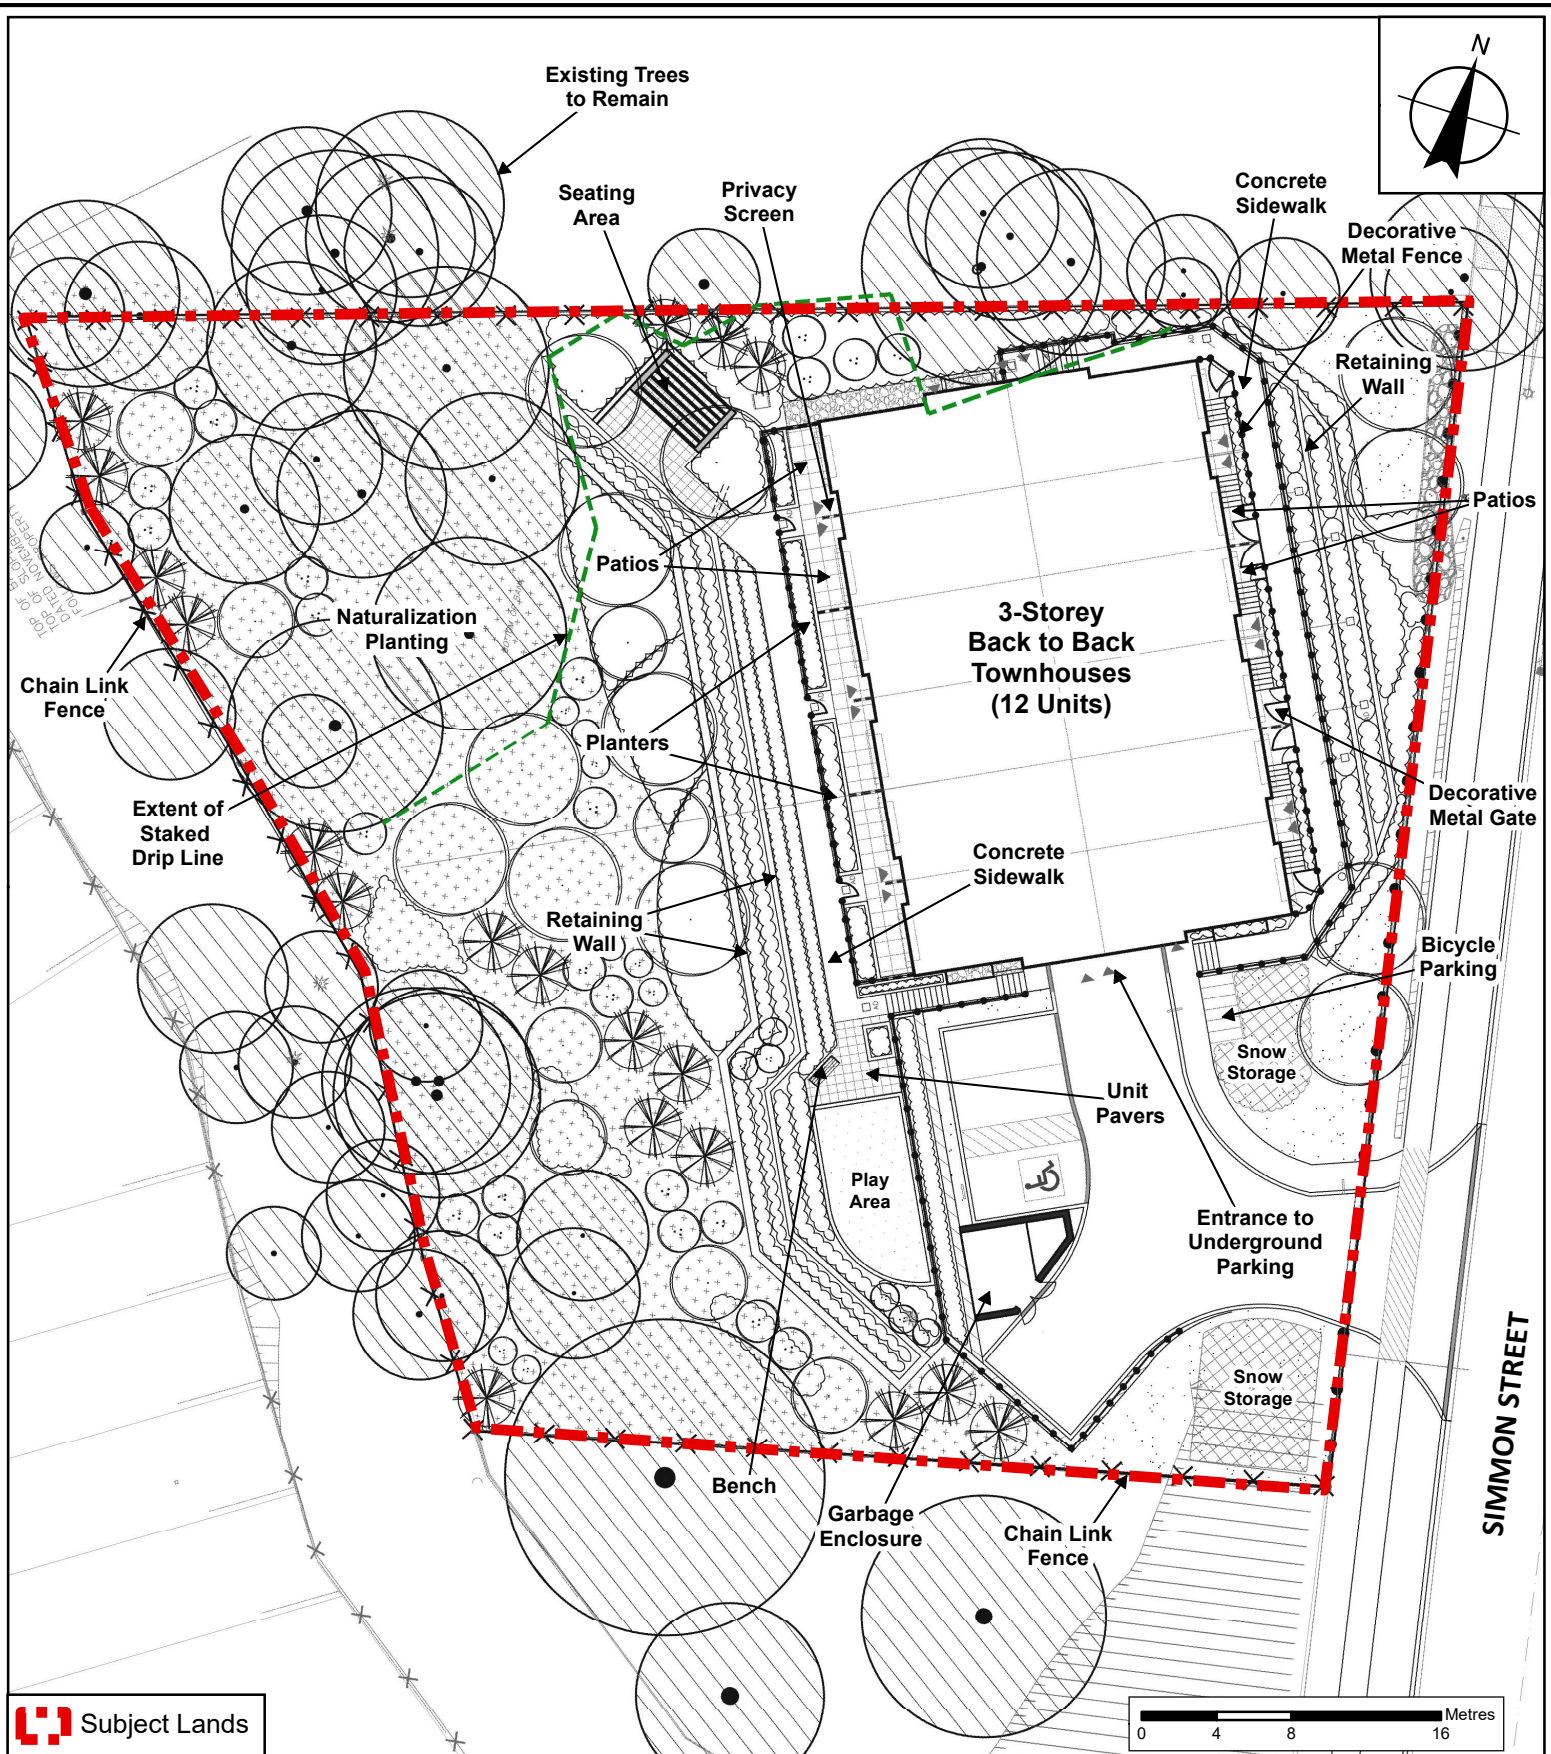 N
Existing Trees
to Remain
Seating
Area
Privacy
Screen
Concrete
Sidewalk
Decorative
Metal Fence
Retaining
Wall
Patios
Patios
3-Storey
Back to Back
Townhouses
(12 Units)
Naturalization
Planting
Chain Link
Fence
Planters
Extent of
Staked
Drip Line
Decorative
Metal Gate
Concrete
Sidewalk
Retaining
Wall
Bicycle
Parking
Snow
Storage
Unit
Pavers
Play
Area
Entrance to
Underground
Parking
Snow
Storage
SIMMON STREET
Bench
Garbage
Enclosure
Chain Link
Fence
Subject Lands
Metres
0 4 8 16